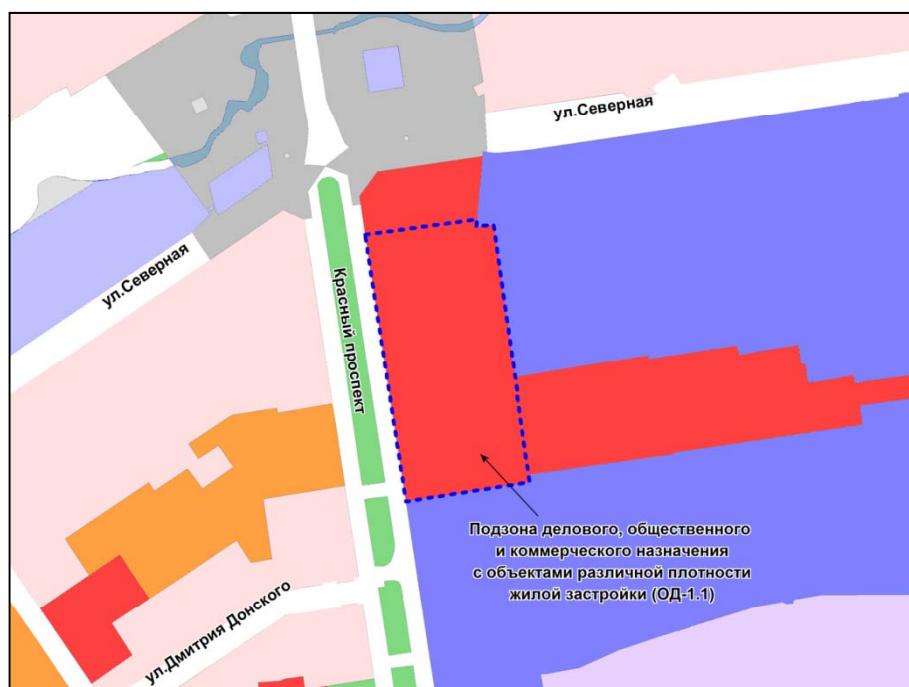 ул.Северная
ул.Северная
Красный проспект
Подзона делового, общественного
и коммерческого назначения
с объектами различной плотности
жилой застройки (ОД-1.1)
ул.Дмитрия Донского